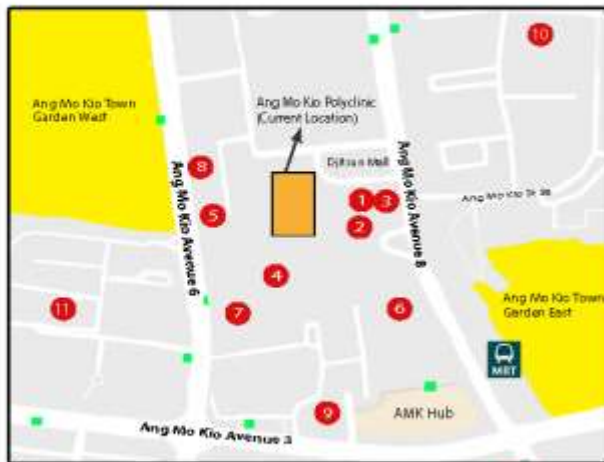 10
Ang Mo Kio Town
Garden West
Ang Mo Kio Polyclinic
(Current Location)
Djitsun Mall
8
1
3
Ang Mo Kio Avenue 6
Ang Mo Kio Avenue 8
5
2
4
11
7
6
Ang Mo Kio Town
Garden East
MRT
9
AMK Hub
Ang Mo Kio Avenue 3